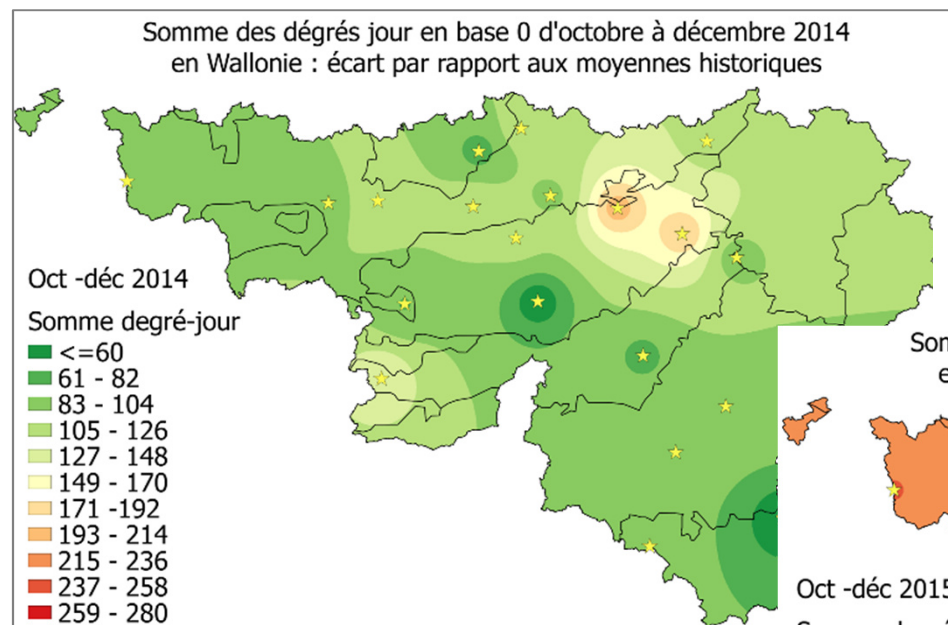 Somme des dégrés jour en base 0 d'octobre à décembre 2014
en Wallonie : écart par rapport aux moyennes historiques
Oct -déc 2014
Somme degré-jour
<=60
61 - 82
83 - 104
105 - 126
127 - 148
149 - 170
171 -192
193 - 214
215 - 236
237 - 258
259 - 280
Oct -déc 2015